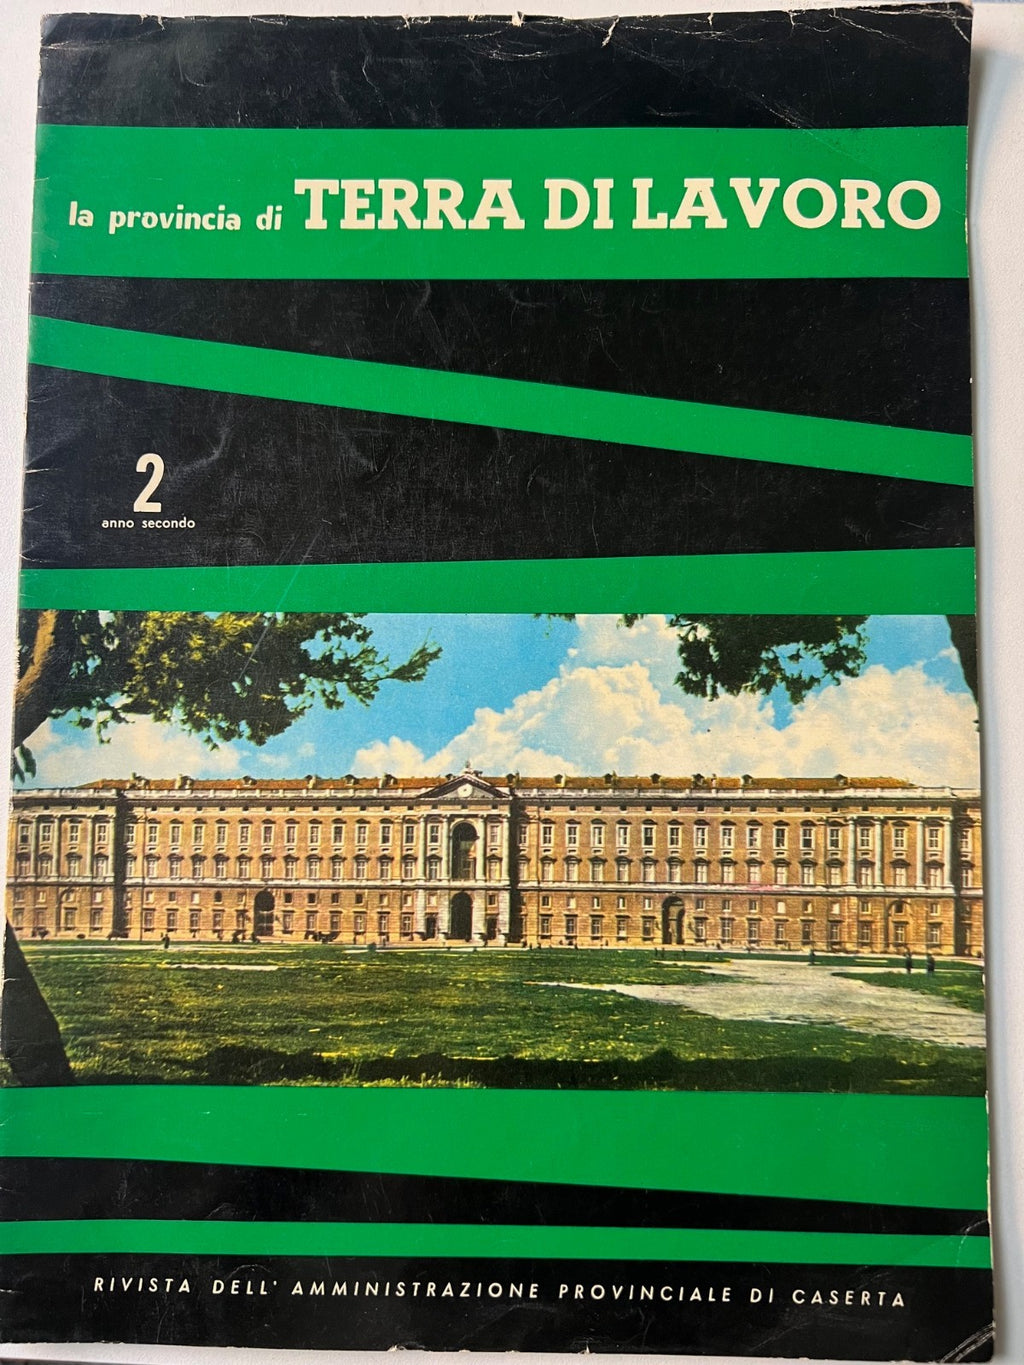 la provincia di TERRA DI LAVORO
2
anno secondo
RIVISTA DELL' AMMINISTRAZIONE PROVINCIALE DI CASERTA